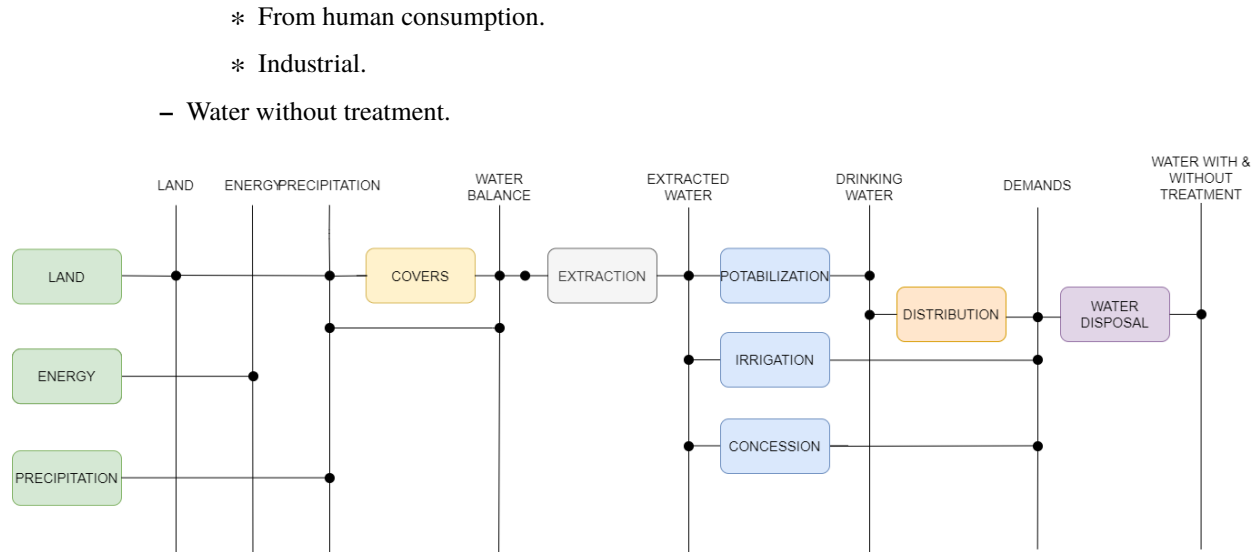 ∗ From human consumption.
∗ Industrial.
– Water without treatment.
WATER WITH &
WITHOUT
TREATMENT
LAND
ENERGY
PRECIPITATION
WATER
BALANCE
EXTRACTED
WATER
DRINKING
WATER
DEMANDS
LAND
COVERS
EXTRACTION
POTABILIZATION
DISTRIBUTION
WATER
DISPOSAL
ENERGY
IRRIGATION
CONCESSION
PRECIPITATION